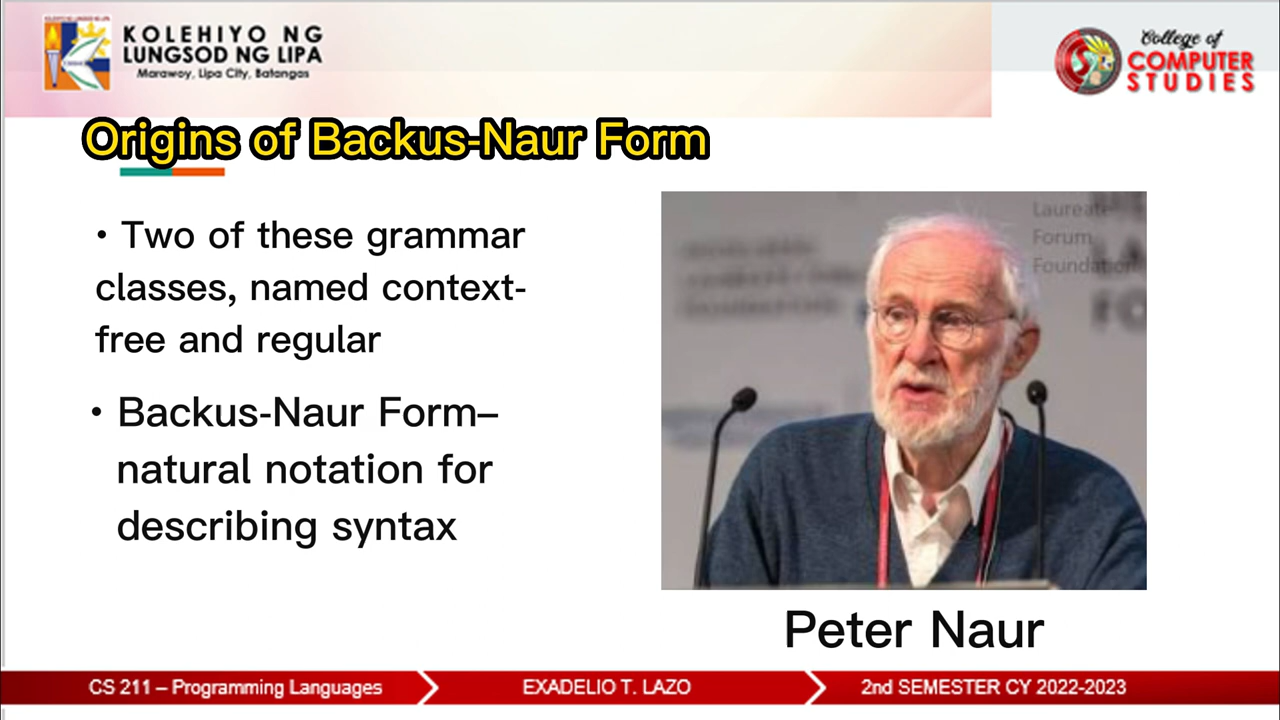 KOLEHIYO NG
LUNGSOD NG LIPA
Marawoy, Lipa City, Batangas
College of
COMPUTER
STUDIES
Origins of Backus-Naur Form
• Two of these grammar
classes, named context-
free and regular
• Backus-Naur Form–
natural notation for
describing syntax
Laureate
Forum
Foundation
Peter Naur
CS 211 – Programming Languages
EXADELIO T. LAZO
2nd SEMESTER CY 2022-2023